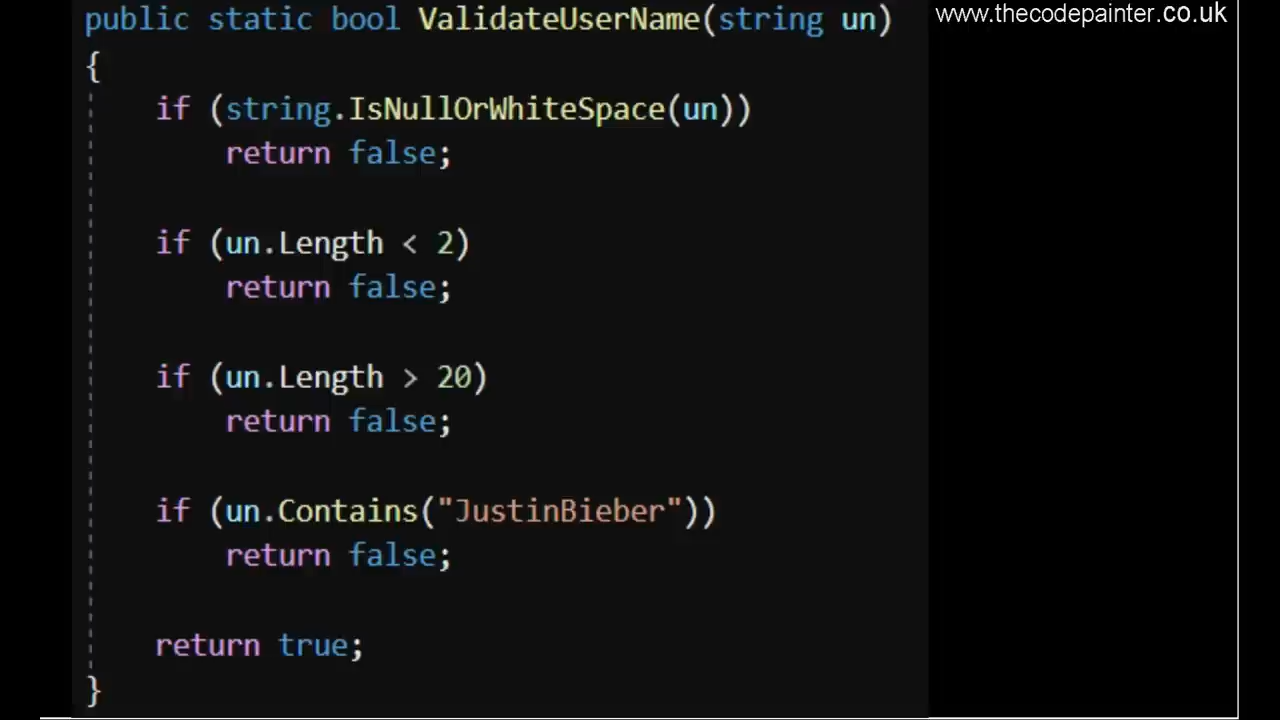 public static bool ValidateUserName(string un)
www.thecodepainter.co.uk
{
if (string.IsNullOrWhiteSpace(un))
return false;
if (un.Length < 2)
return false;
if (un.Length > 20)
return false;
if (un.Contains("JustinBieber"))
return false;
return true;
}